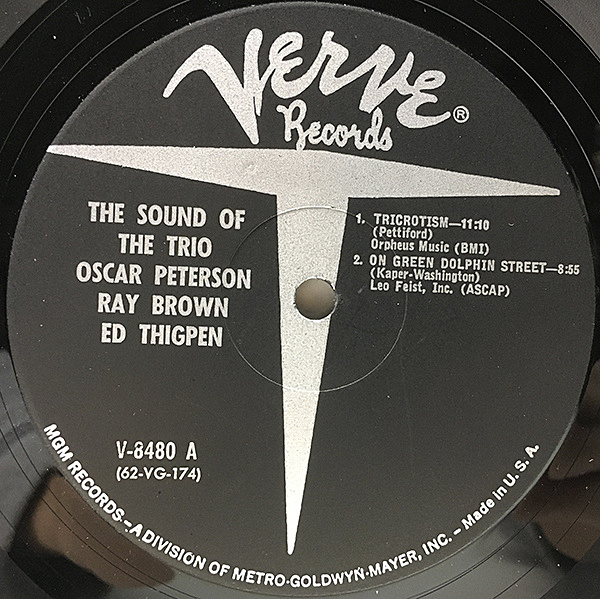 Verve ®
Records
THE SOUND OF
THE TRIO
OSCAR PETERSON
RAY BROWN
ED THIGPEN
1. TRICROTISM—11:10
(Pettiford)
Orpheus Music (BMI)
2. ON GREEN DOLPHIN STREET—8:55
(Kaper-Washington)
Leo Feist, Inc. (ASCAP)
V-8480 A
(62-VG-174)
MGM RECORDS—A DIVISION OF METRO-GOLDWYN-MAYER, INC. – Made in U. S. A.